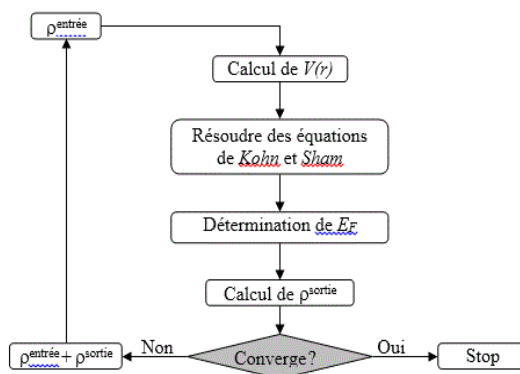 ρentrée
Calcul de V(r)
Résoudre des équations
de Kohn et Sham
Détermination de EF
Calcul de ρsortie
Non
Converge ?
Oui
ρentrée + ρsortie
Stop